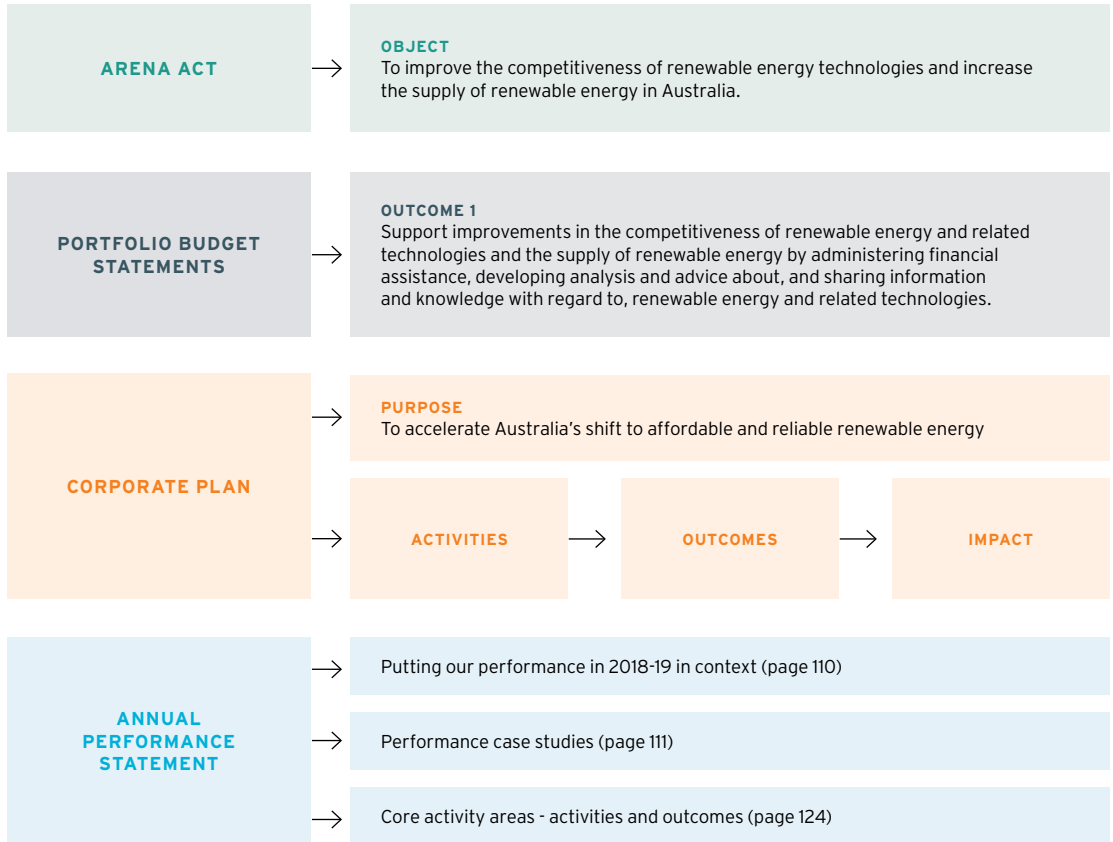 ARENA ACT
OBJECT
To improve the competitiveness of renewable energy technologies and increase
the supply of renewable energy in Australia.
PORTFOLIO BUDGET
STATEMENTS
OUTCOME 1
Support improvements in the competitiveness of renewable energy and related
technologies and the supply of renewable energy by administering financial
assistance, developing analysis and advice about, and sharing information
and knowledge with regard to, renewable energy and related technologies.
CORPORATE PLAN
PURPOSE
To accelerate Australia’s shift to affordable and reliable renewable energy
ACTIVITIES
OUTCOMES
IMPACT
ANNUAL
PERFORMANCE
STATEMENT
Putting our performance in 2018-19 in context (page 110)
Performance case studies (page 111)
Core activity areas - activities and outcomes (page 124)